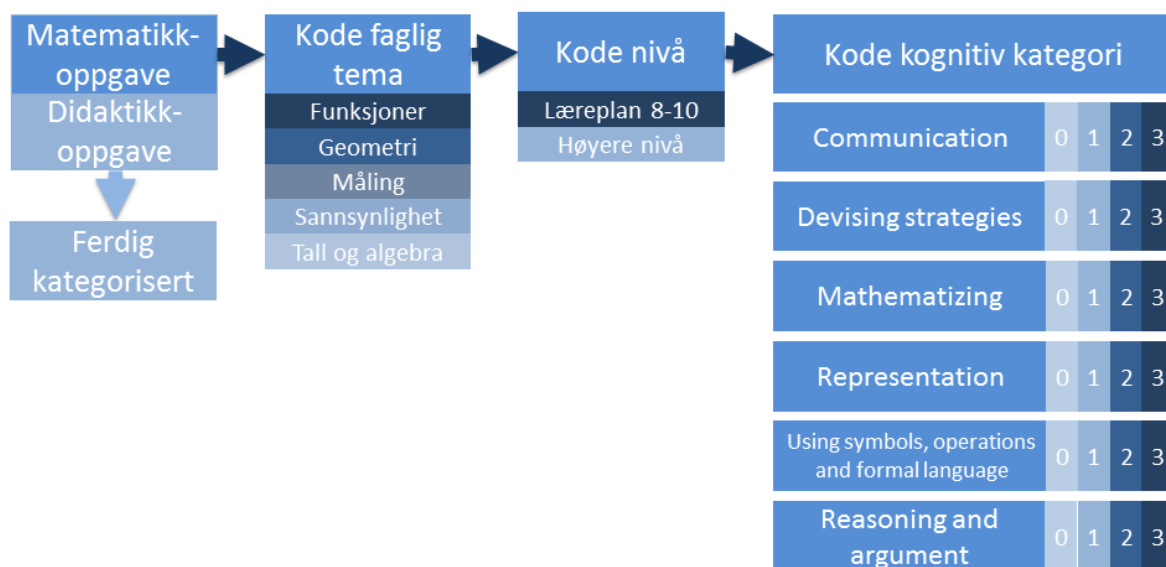 Matematikk-
oppgave
Didaktikk-
oppgave
Ferdig
kategorisert
Kode faglig
tema
Funksjoner
Geometri
Måling
Sannsynlighet
Tall og algebra
Kode nivå
Læreplan 8-10
Høyere nivå
Kode kognitiv kategori
Communication 0 1 2 3
Devising strategies 0 1 2 3
Mathematizing 0 1 2 3
Representation 0 1 2 3
Using symbols, operations
and formal language 0 1 2 3
Reasoning and
argument 0 1 2 3